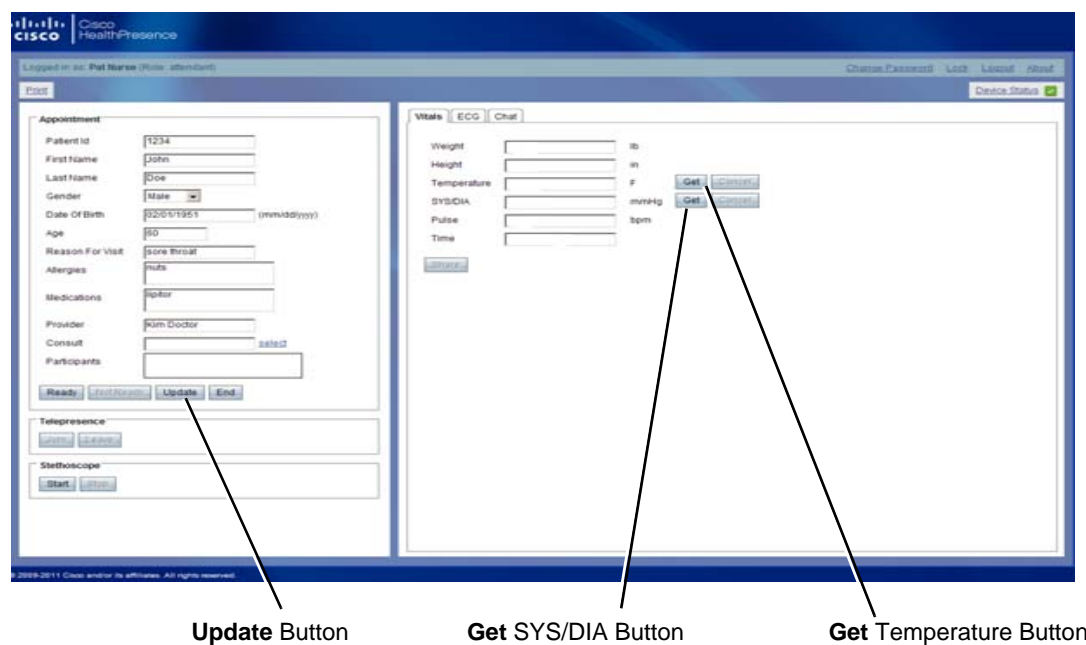 cisco
Cisco
HealthPresence
Logged in as: Pat Nurse (Role: attendant)
Change Password Lock Logout About
Print
Device Status
Appointment
Patient Id 1234
First Name John
Last Name Doe
Gender Male
Date Of Birth 02/01/1951 (mm/dd/yyyy)
Age 60
Reason For Visit sore throat
Allergies nuts
Medications lipitor
Provider Kim Doctor
Consult select
Participants
Ready Not Ready Update End
Telepresence
Join Leave
Stethoscope
Start Stop
Vitals ECG Chat
Weight lb
Height in
Temperature F Get Cancel
SYS/DIA mmHg Get Cancel
Pulse bpm
Time
Share
2009-2011 Cisco and/or its affiliates. All rights reserved.
Update Button
Get SYS/DIA Button
Get Temperature Button